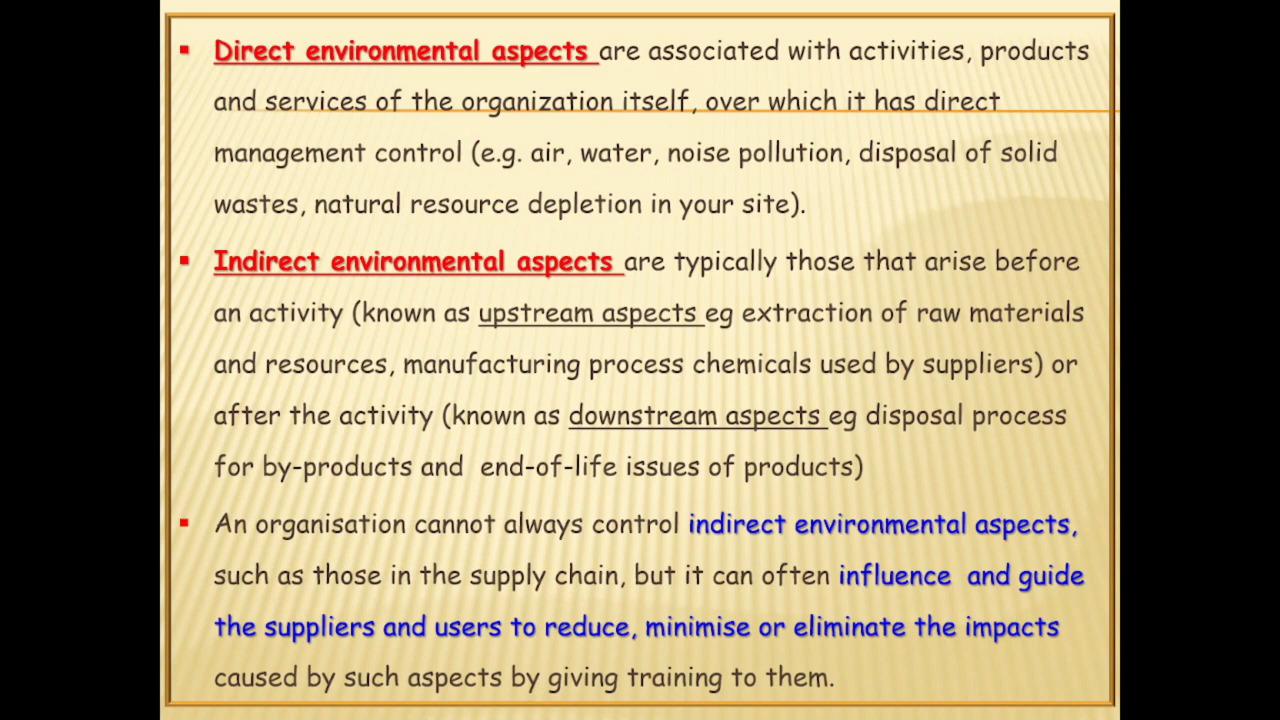 Direct environmental aspects are associated with activities, products
and services of the organization itself, over which it has direct
management control (e.g. air, water, noise pollution, disposal of solid
wastes, natural resource depletion in your site).
Indirect environmental aspects are typically those that arise before
an activity (known as upstream aspects eg extraction of raw materials
and resources, manufacturing process chemicals used by suppliers) or
after the activity (known as downstream aspects eg disposal process
for by-products and end-of-life issues of products)
An organisation cannot always control indirect environmental aspects,
such as those in the supply chain, but it can often influence and guide
the suppliers and users to reduce, minimise or eliminate the impacts
caused by such aspects by giving training to them.